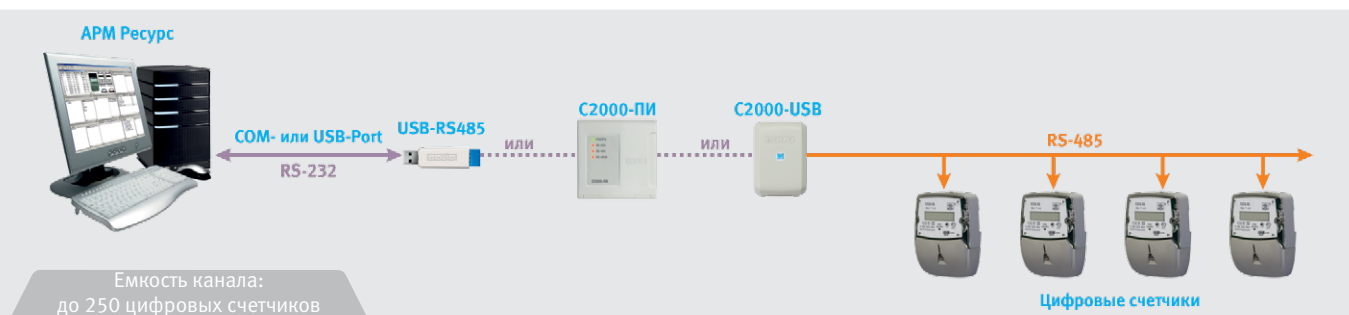 АРМ Ресурс
COM- или USB-Port
RS-232
USB-RS485
или
С2000-ПИ
или
C2000-USB
RS-485
Цифровые счетчики
Емкость канала:
до 250 цифровых счетчиков